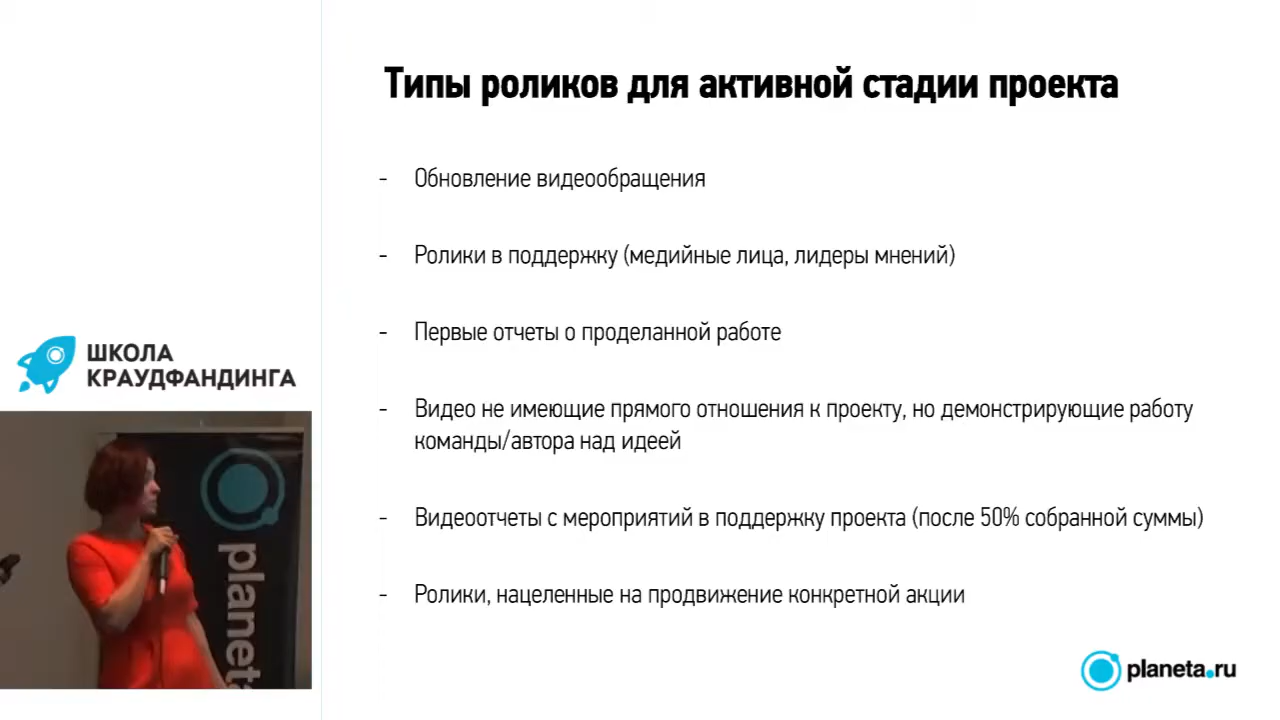 Типы роликов для активной стадии проекта
- Обновление видеообращения
- Ролики в поддержку (медийные лица, лидеры мнений)
- Первые отчеты о проделанной работе
- Видео не имеющие прямого отношения к проекту, но демонстрирующие работу
команды/автора над идеей
- Видеоотчеты с мероприятий в поддержку проекта (после 50% собранной суммы)
- Ролики, нацеленные на продвижение конкретной акции
ШКОЛА
КРАУДФАНДИНГА
planeta
planeta.ru